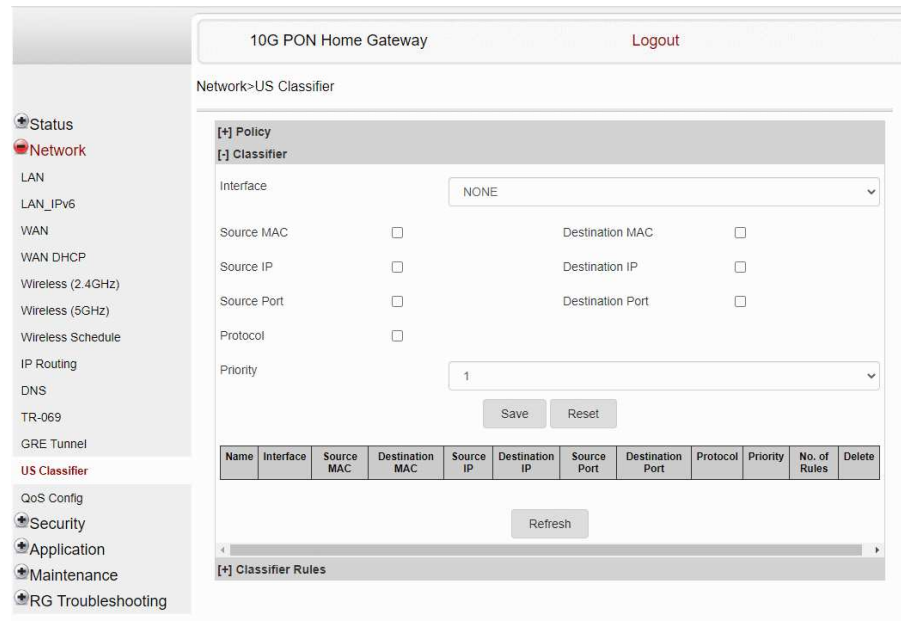 10G PON Home Gateway Logout
Network>US Classifier
Status
Network
LAN
LAN_IPv6
WAN
WAN DHCP
Wireless (2.4GHz)
Wireless (5GHz)
Wireless Schedule
IP Routing
DNS
TR-069
GRE Tunnel
US Classifier
QoS Config
Security
Application
Maintenance
RG Troubleshooting
[+] Policy
[-] Classifier
Interface NONE
Source MAC Destination MAC
Source IP Destination IP
Source Port Destination Port
Protocol
Priority 1
Save Reset
Name Interface Source MAC Destination MAC Source IP Destination IP Source Port Destination Port Protocol Priority No. of Rules Delete
Refresh
[+] Classifier Rules